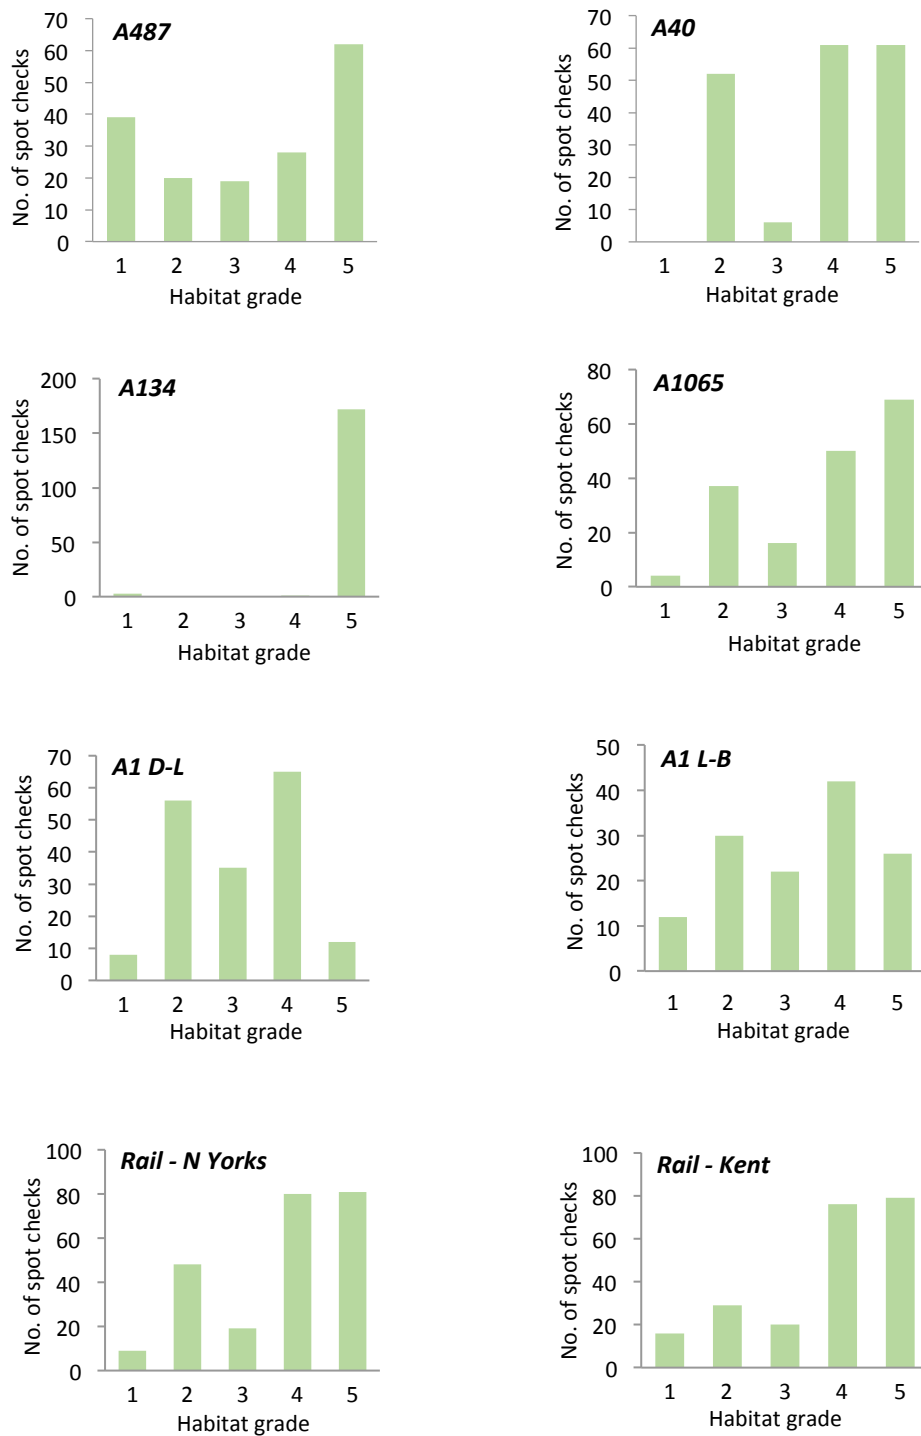 A487
No. of spot checks
70
60
50
40
30
20
10
0
1 2 3 4 5
Habitat grade
A40
No. of spot checks
70
60
50
40
30
20
10
0
1 2 3 4 5
Habitat grade
A134
No. of spot checks
200
150
100
50
0
1 2 3 4 5
Habitat grade
A1065
No. of spot checks
80
60
40
20
0
1 2 3 4 5
Habitat grade
A1 D-L
No. of spot checks
70
60
50
40
30
20
10
0
1 2 3 4 5
Habitat grade
A1 L-B
No. of spot checks
50
40
30
20
10
0
1 2 3 4 5
Habitat grade
Rail - N Yorks
No. of spot checks
100
80
60
40
20
0
1 2 3 4 5
Habitat grade
Rail - Kent
No. of spot checks
100
80
60
40
20
0
1 2 3 4 5
Habitat grade